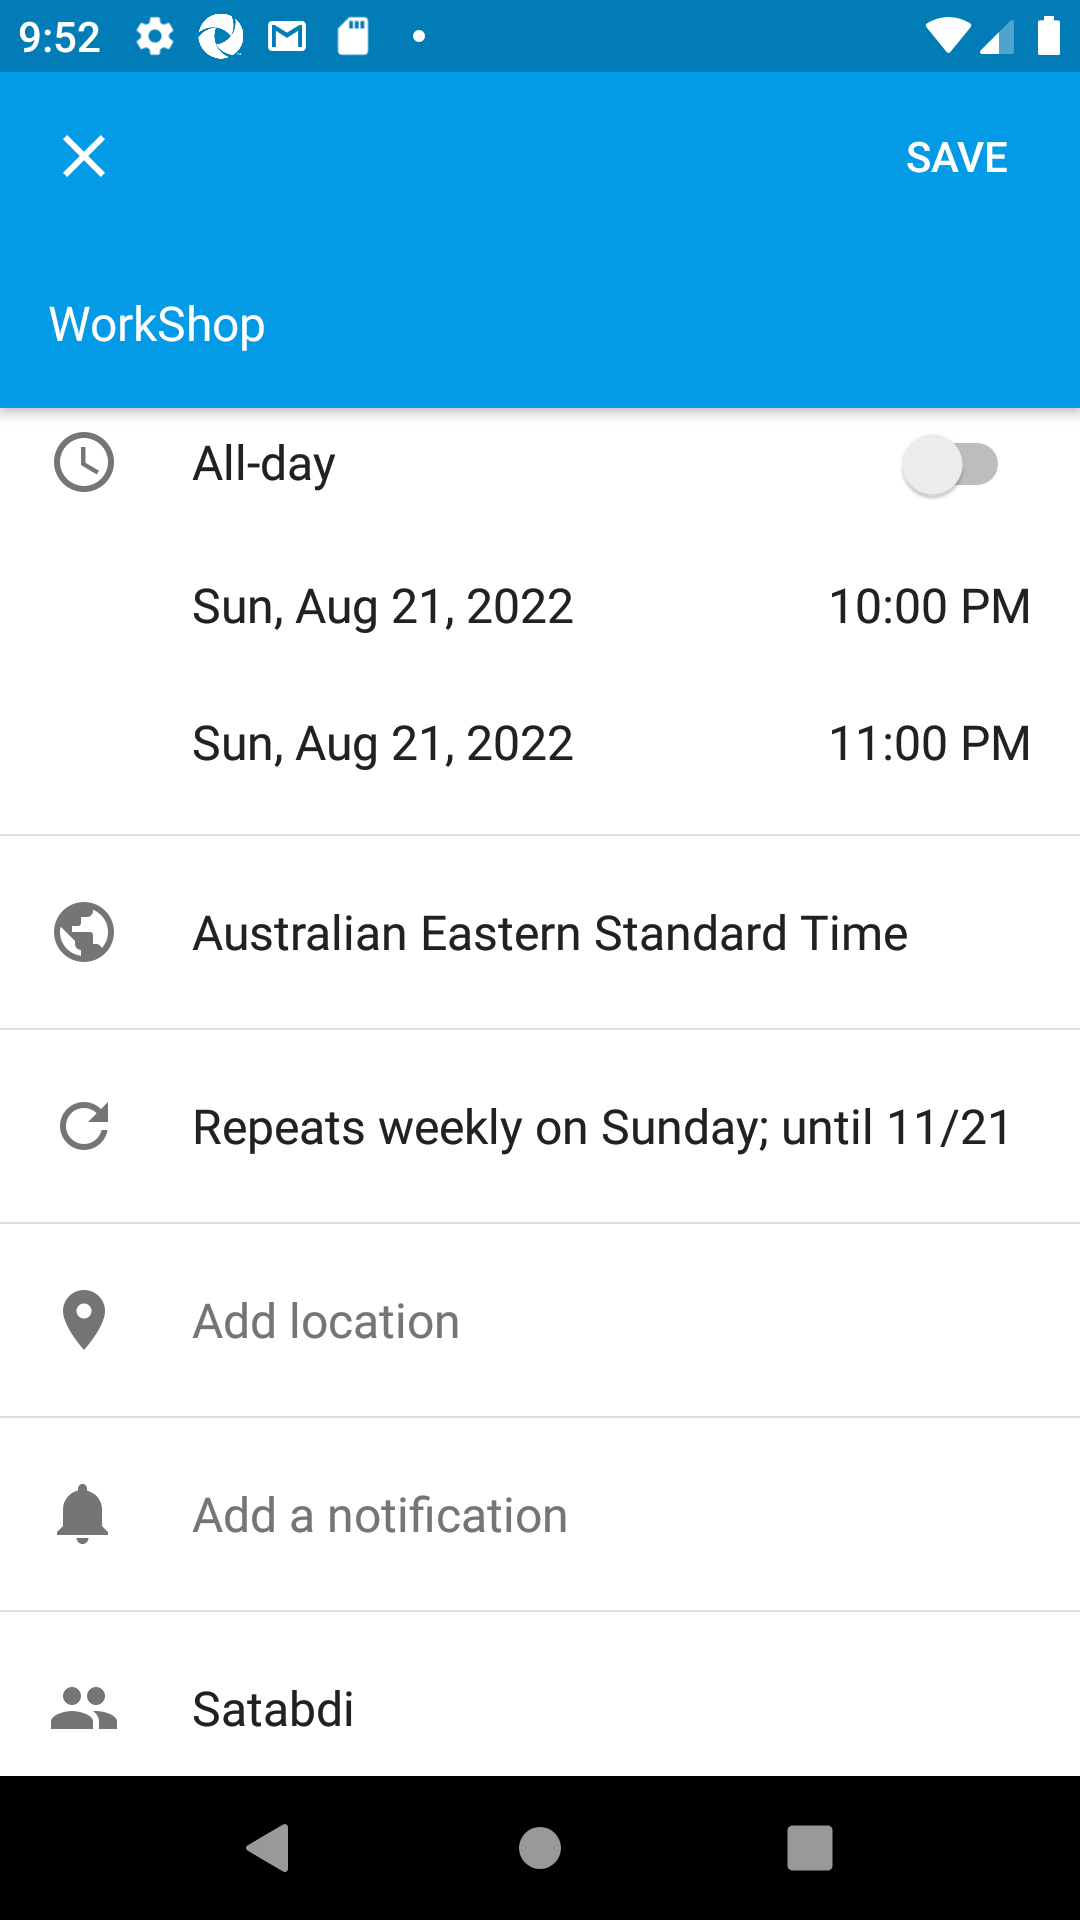 9:52
SAVE
WorkShop
All-day
Sun, Aug 21, 2022 10:00 PM
Sun, Aug 21, 2022 11:00 PM
Australian Eastern Standard Time
Repeats weekly on Sunday; until 11/21
Add location
Add a notification
Satabdi